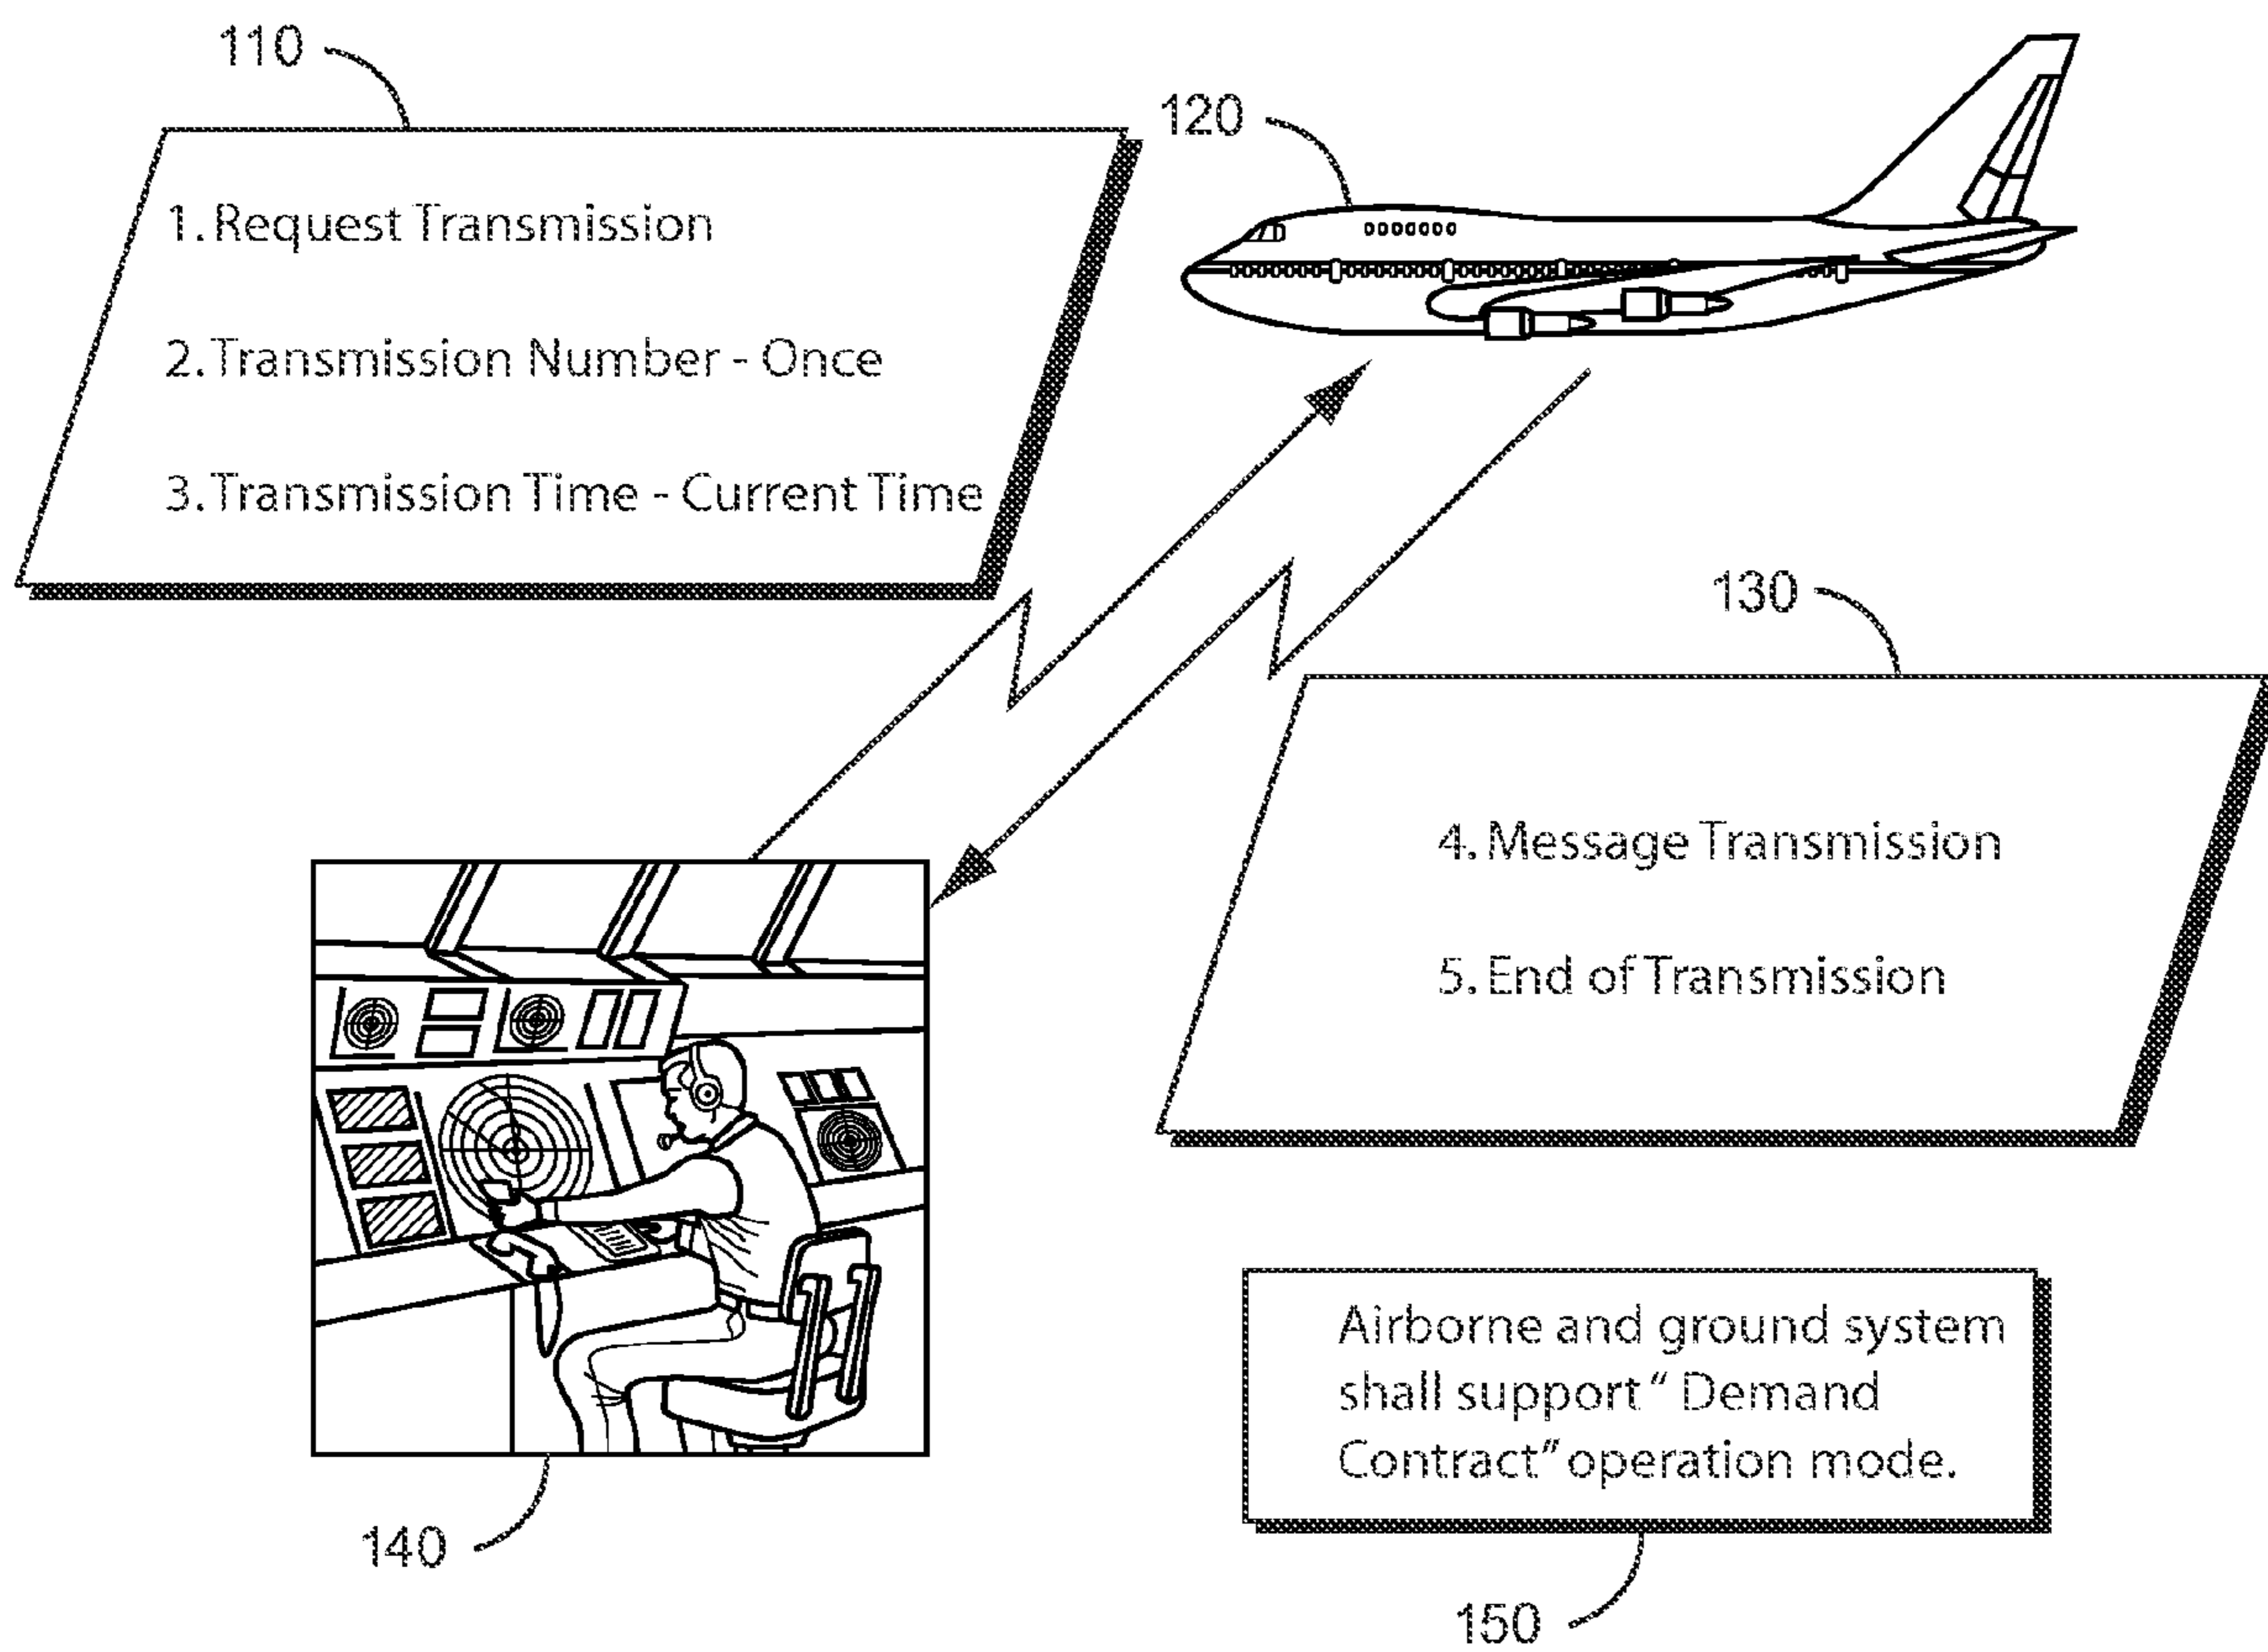 110
120
1. Request Transmission
2. Transmission Number - Once
3. Transmission Time - Current Time
130
4. Message Transmission
5. End of Transmission
Airborne and ground system
shall support “ Demand
Contract” operation mode.
140
150